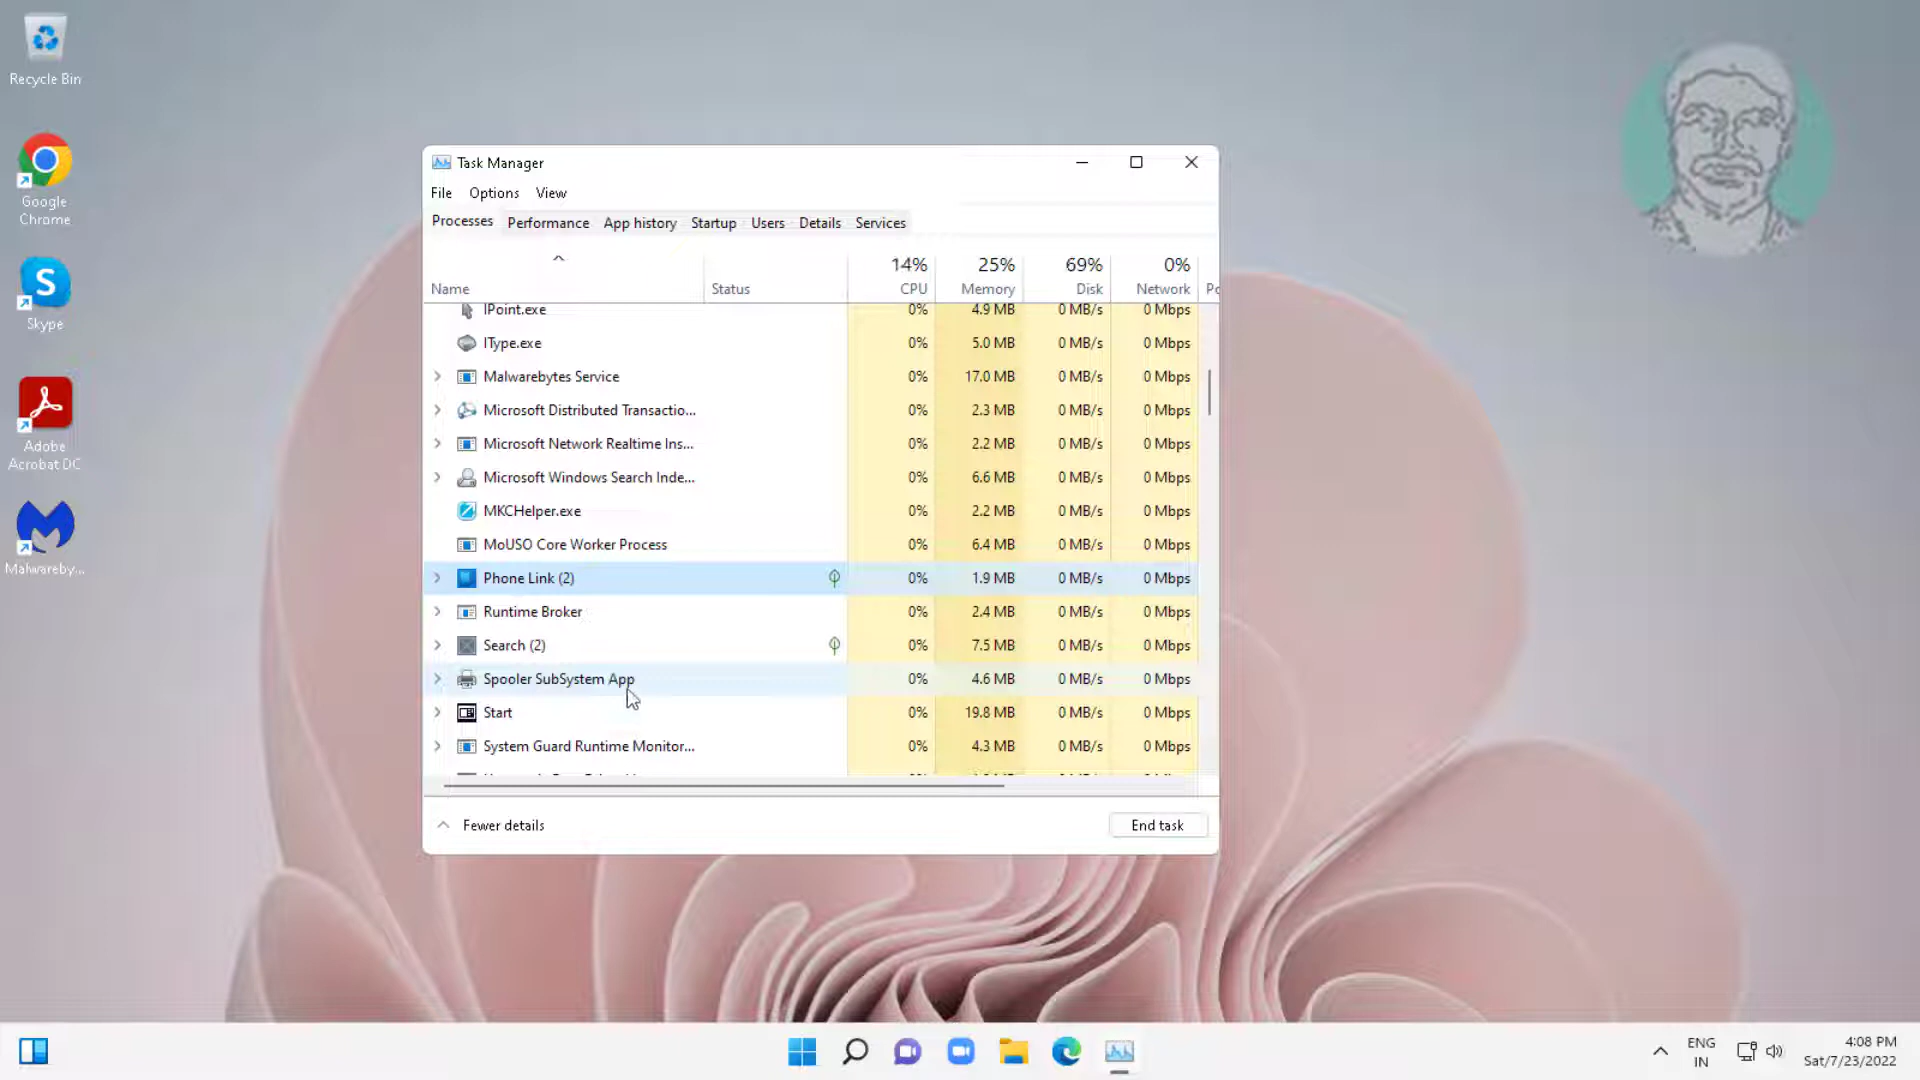 Recycle Bin
Google
Chrome
Skype
Adobe
Acrobat DC
Malwareby...
Task Manager
File Options View
Processes Performance App history Startup Users Details Services
14% 25% 69% 0%
Name Status CPU Memory Disk Network Po
IPoint.exe 0% 4.9 MB 0 MB/s 0 Mbps
IType.exe 0% 5.0 MB 0 MB/s 0 Mbps
Malwarebytes Service 0% 17.0 MB 0 MB/s 0 Mbps
Microsoft Distributed Transactio... 0% 2.3 MB 0 MB/s 0 Mbps
Microsoft Network Realtime Ins... 0% 2.2 MB 0 MB/s 0 Mbps
Microsoft Windows Search Inde... 0% 6.6 MB 0 MB/s 0 Mbps
MKCHelper.exe 0% 2.2 MB 0 MB/s 0 Mbps
MoUSO Core Worker Process 0% 6.4 MB 0 MB/s 0 Mbps
Phone Link (2) 0% 1.9 MB 0 MB/s 0 Mbps
Runtime Broker 0% 2.4 MB 0 MB/s 0 Mbps
Search (2) 0% 7.5 MB 0 MB/s 0 Mbps
Spooler SubSystem App 0% 4.6 MB 0 MB/s 0 Mbps
Start 0% 19.8 MB 0 MB/s 0 Mbps
System Guard Runtime Monitor... 0% 4.3 MB 0 MB/s 0 Mbps
Fewer details End task
ENG
IN
4:08 PM
Sat/7/23/2022